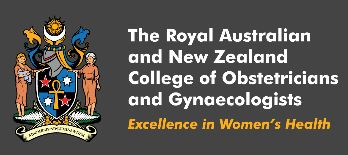 The Royal Australian
and New Zealand
College of Obstetricians
and Gynaecologists
Excellence in Women's Health